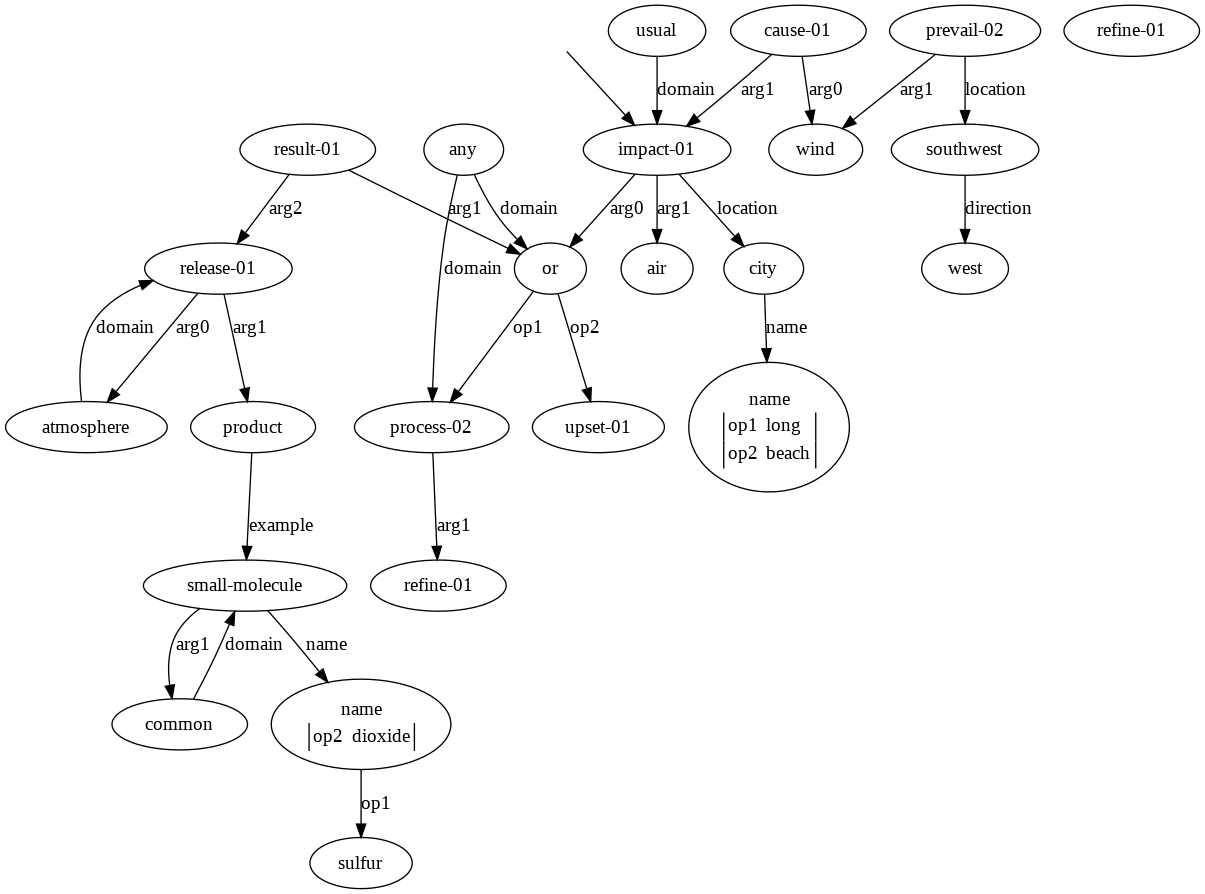 usual
cause-01
prevail-02
refine-01
domain
arg1
arg0
arg1
location
result-01
any
impact-01
wind
southwest
arg2
arg1
domain
arg0
arg1
location
direction
release-01
domain
or
air
city
west
domain
arg0
arg1
op1
op2
name
atmosphere
product
process-02
upset-01
name
op1 long
op2 beach
example
arg1
small-molecule
refine-01
arg1
domain
name
common
name
op2 dioxide
op1
sulfur